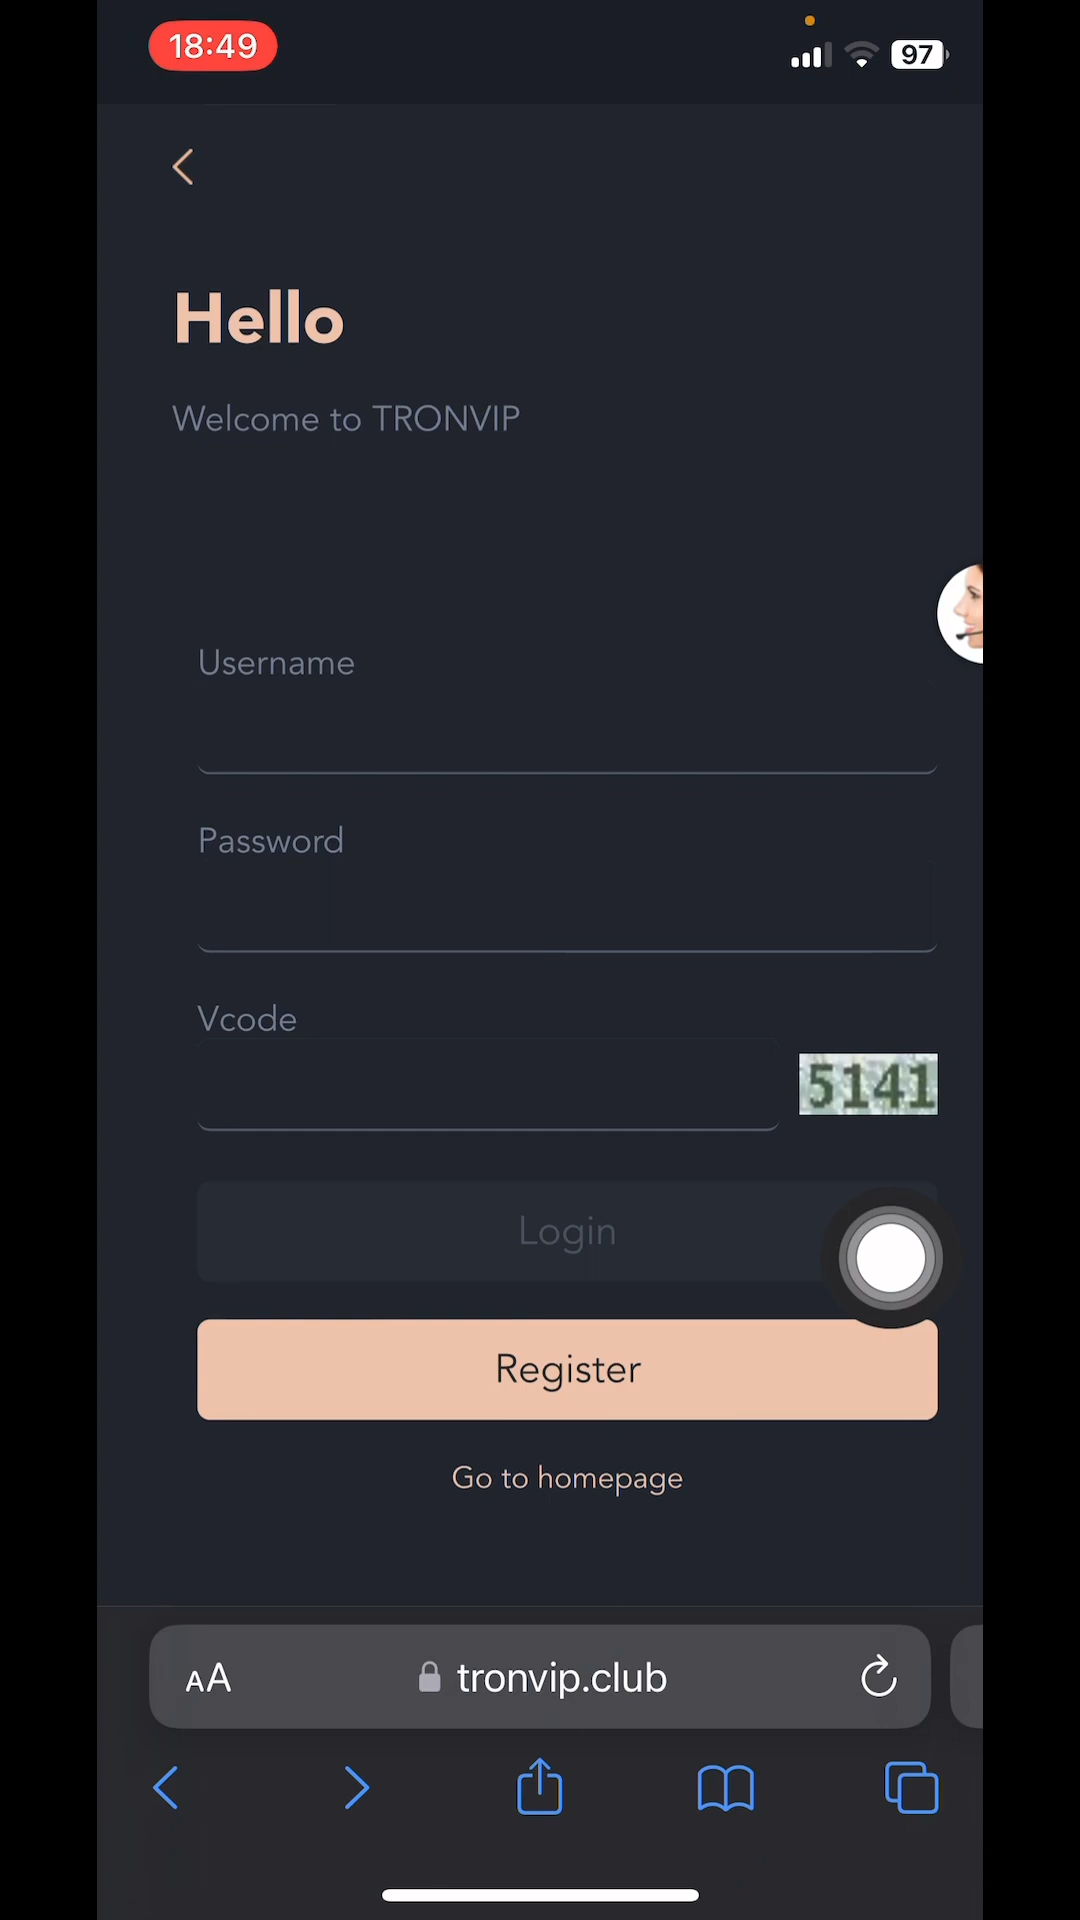 18:49
97
Hello
Welcome to TRONVIP
Username
Password
Vcode
5141
Login
Register
Go to homepage
AA
tronvip.club